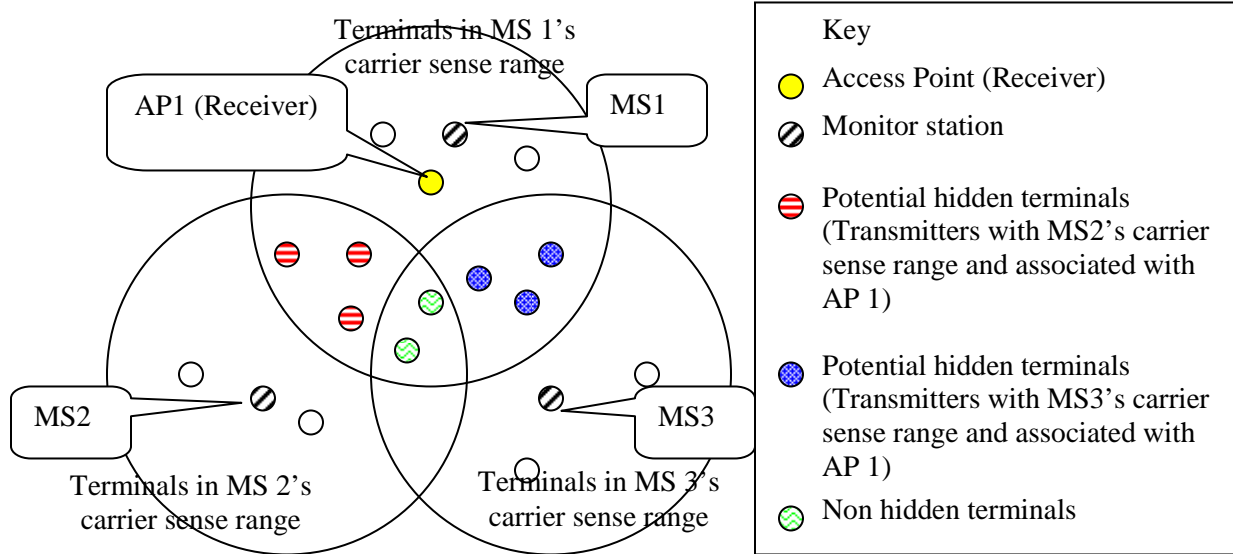 Terminals in MS 1's
carrier sense range
AP1 (Receiver)
MS1
MS2
MS3
Terminals in MS 2's
carrier sense range
Terminals in MS 3's
carrier sense range
Key
Access Point (Receiver)
Monitor station
Potential hidden terminals
(Transmitters with MS2's carrier
sense range and associated with
AP 1)
Potential hidden terminals
(Transmitters with MS3's carrier
sense range and associated with
AP 1)
Non hidden terminals